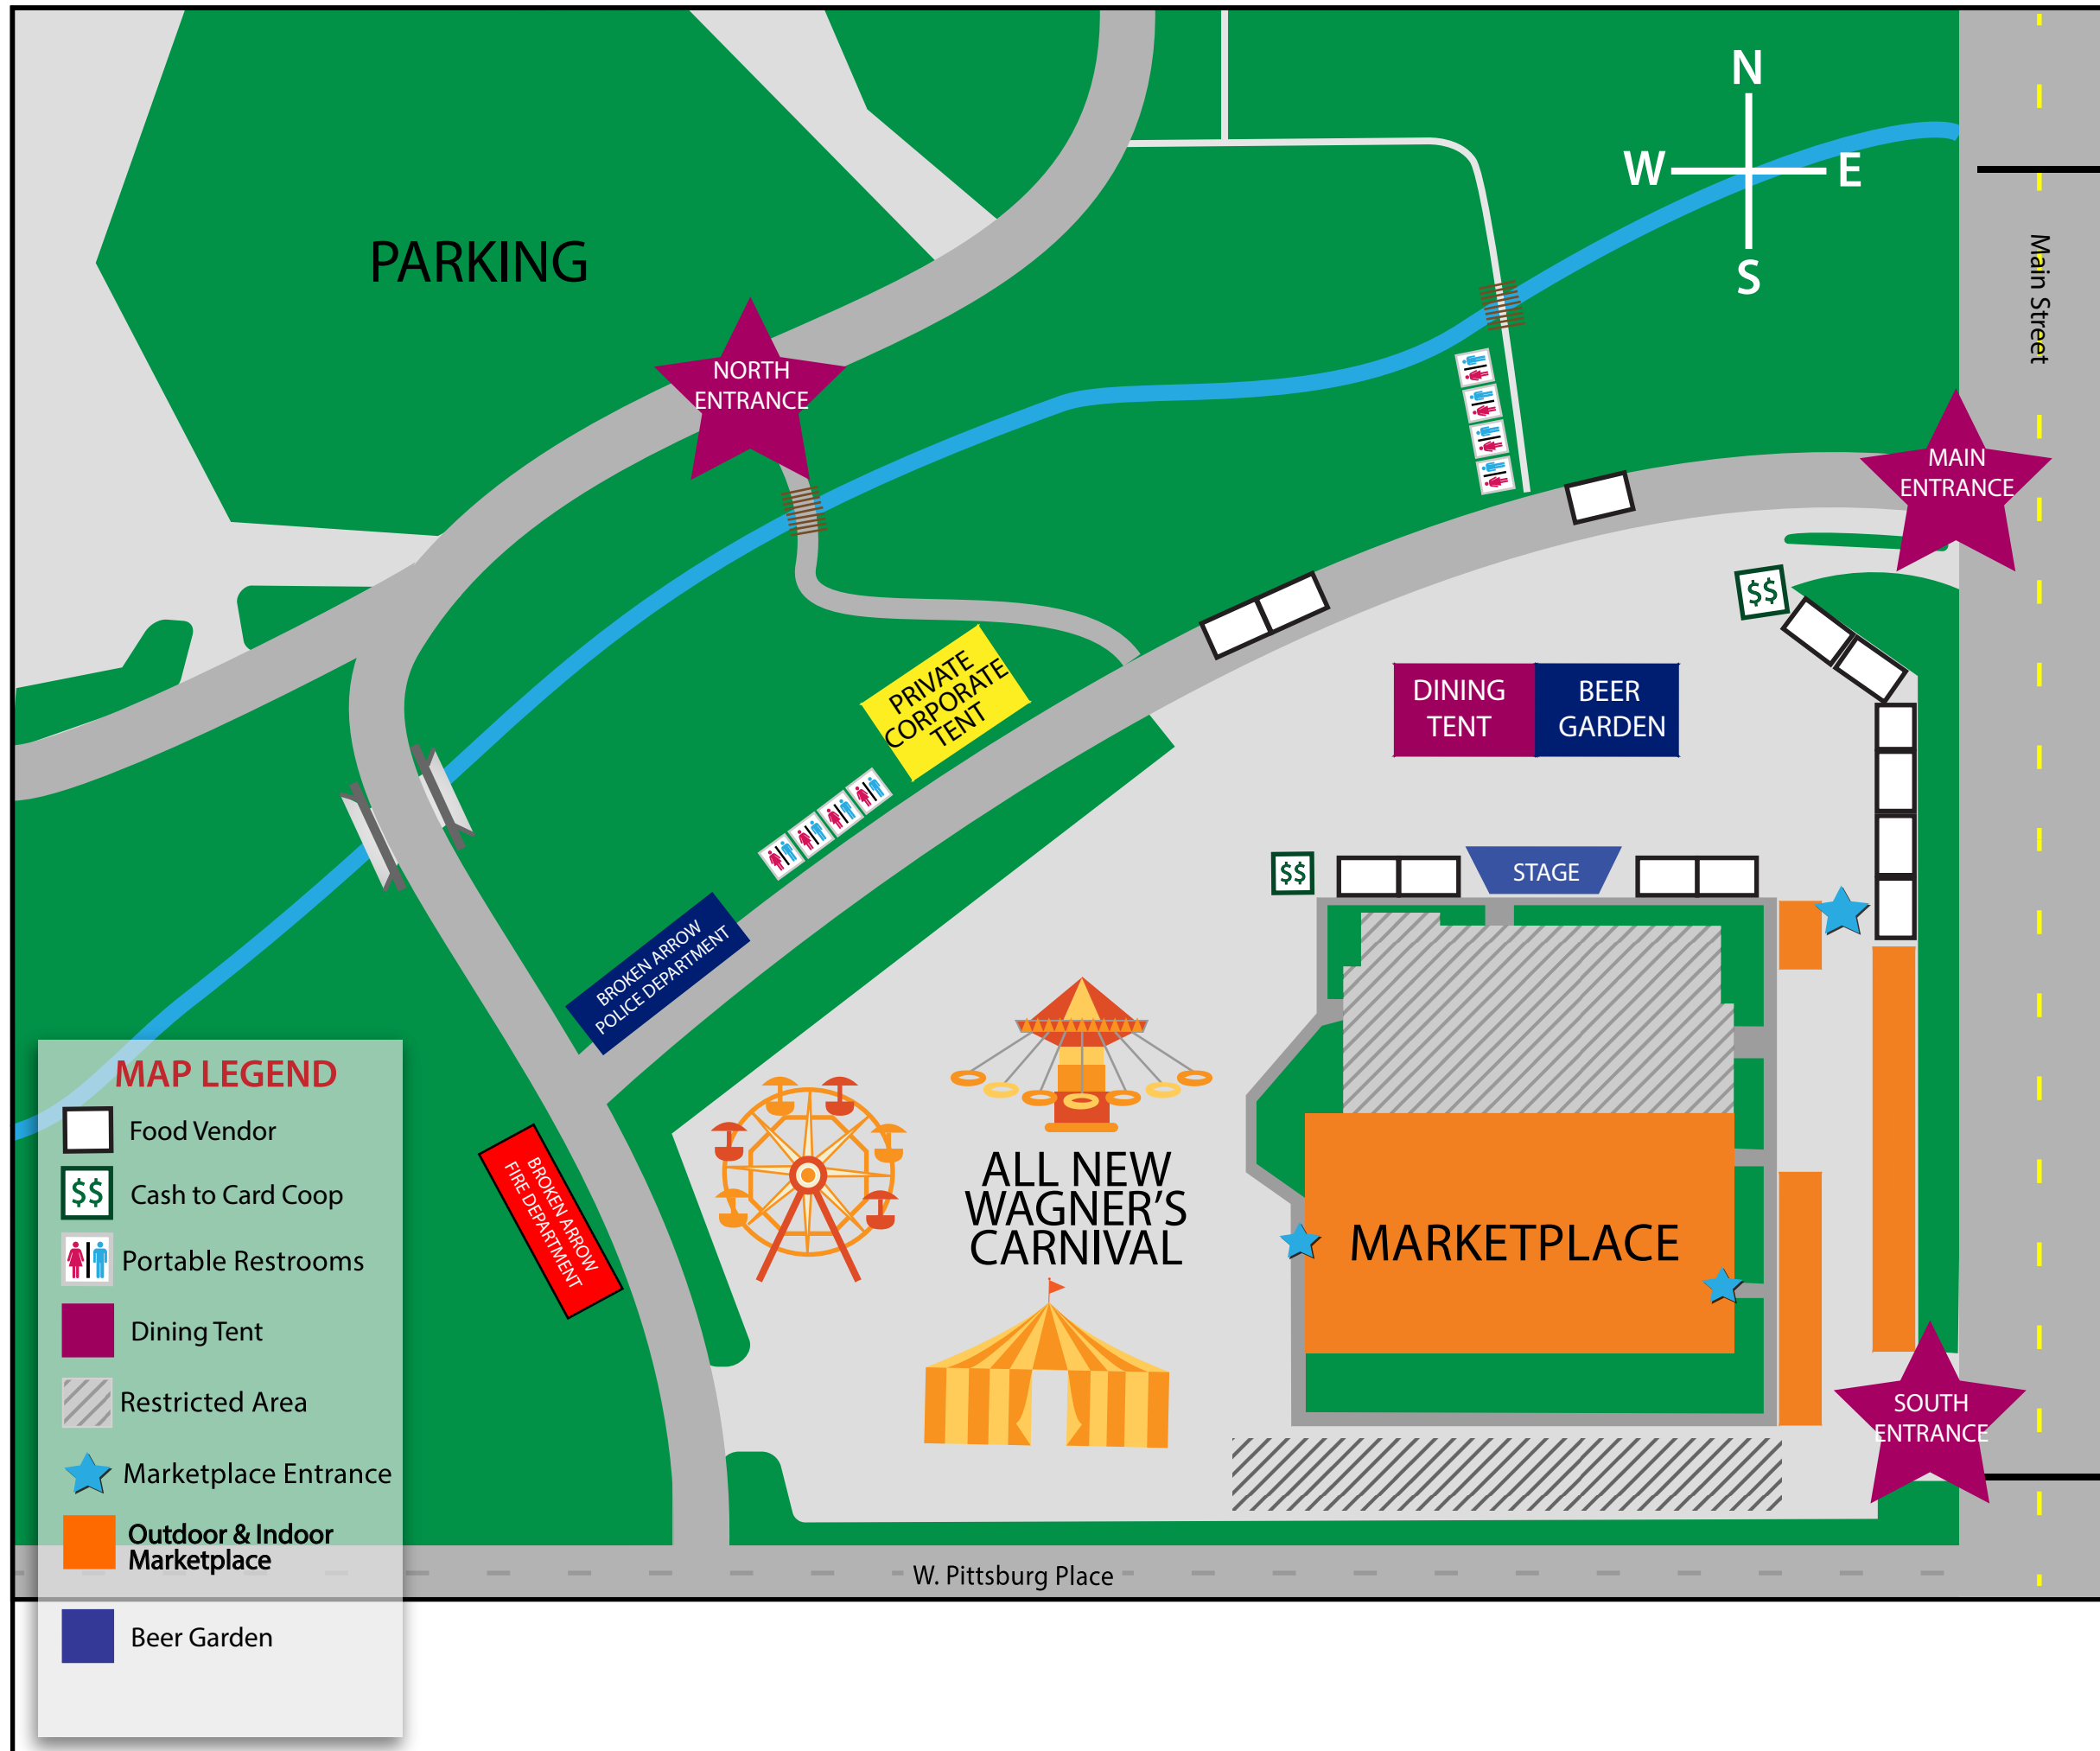 N
W
E
S
PARKING
Main Street
NORTH
ENTRANCE
MAIN
ENTRANCE
$$
PRIVATE
CORPORATE
TENT
DINING
TENT
BEER
GARDEN
$$
STAGE
BROKEN ARROW
POLICE DEPARTMENT
BROKEN ARROW
FIRE DEPARTMENT
ALL NEW
WAGNER'S
CARNIVAL
MARKETPLACE
SOUTH
ENTRANCE
W. Pittsburg Place
MAP LEGEND
Food Vendor
$$
Cash to Card Coop
Portable Restrooms
Dining Tent
Restricted Area
Marketplace Entrance
Outdoor & Indoor
Marketplace
Beer Garden